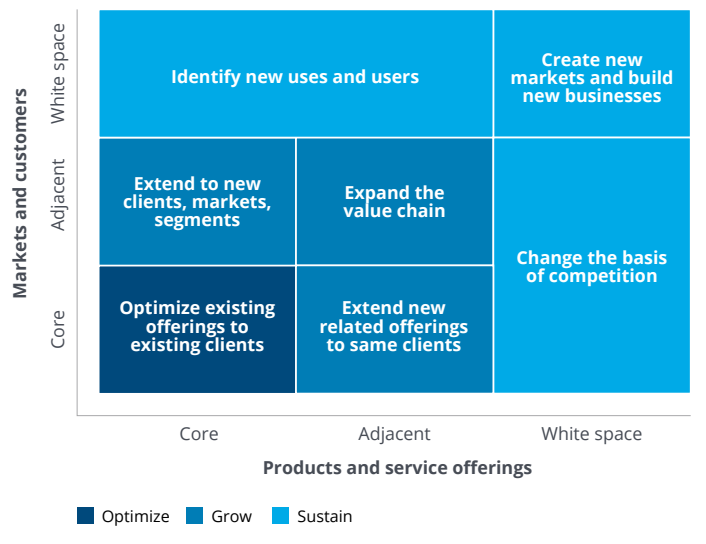 Markets and customers
White space
Adjacent
Core
Identify new uses and users
Create new
markets and build
new businesses
Extend to new
clients, markets,
segments
Expand the
value chain
Change the basis
of competition
Optimize existing
offerings to
existing clients
Extend new
related offerings
to same clients
Core
Adjacent
White space
Products and service offerings
Optimize
Grow
Sustain